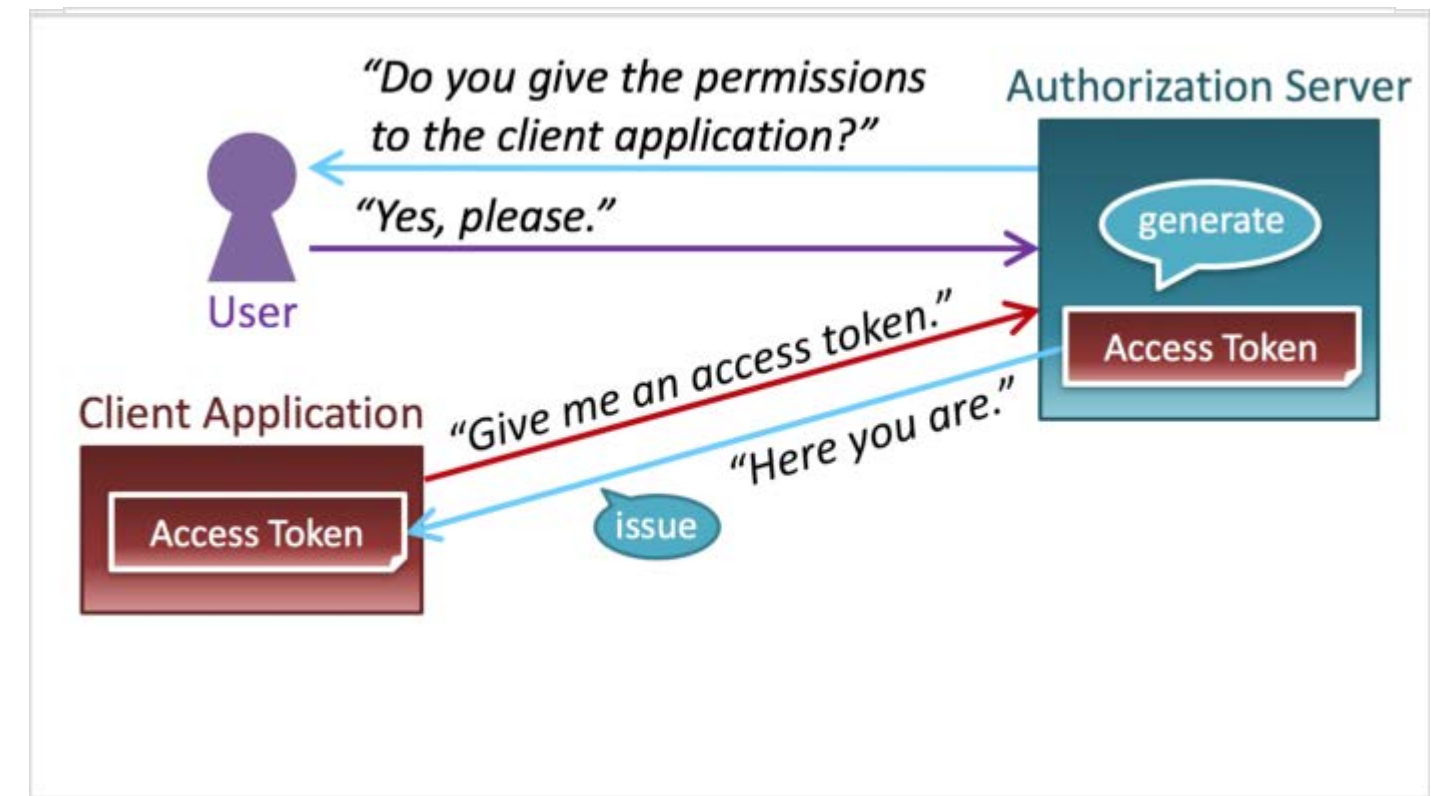 “Do you give the permissions
to the client application?”
Authorization Server
“Yes, please.”
generate
User
“Give me an access token.”
Access Token
Client Application
“Here you are.”
Access Token
issue